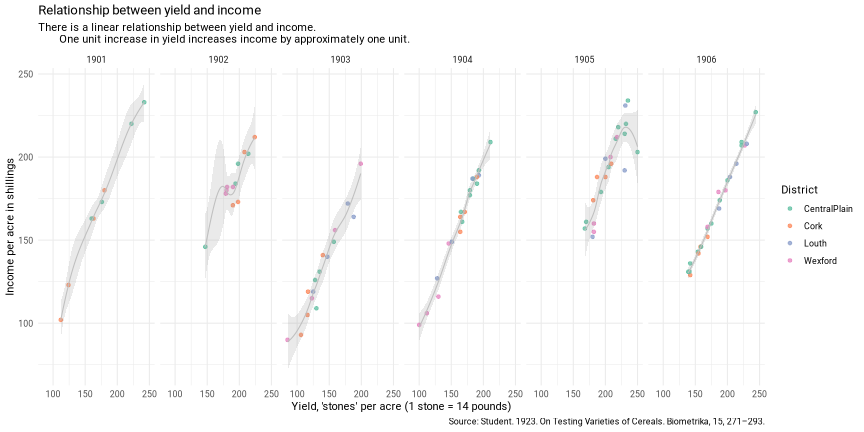 Relationship between yield and income
There is a linear relationship between yield and income.
One unit increase in yield increases income by approximately one unit.
1901 1902 1903 1904 1905 1906
250
200
150
100
Income per acre in shillings
100 150 200 250 100 150 200 250 100 150 200 250 100 150 200 250 100 150 200 250 100 150 200 250
Yield, 'stones' per acre (1 stone = 14 pounds)
District
CentralPlain
Cork
Louth
Wexford
Source: Student. 1923. On Testing Varieties of Cereals. Biometrika, 15, 271–293.